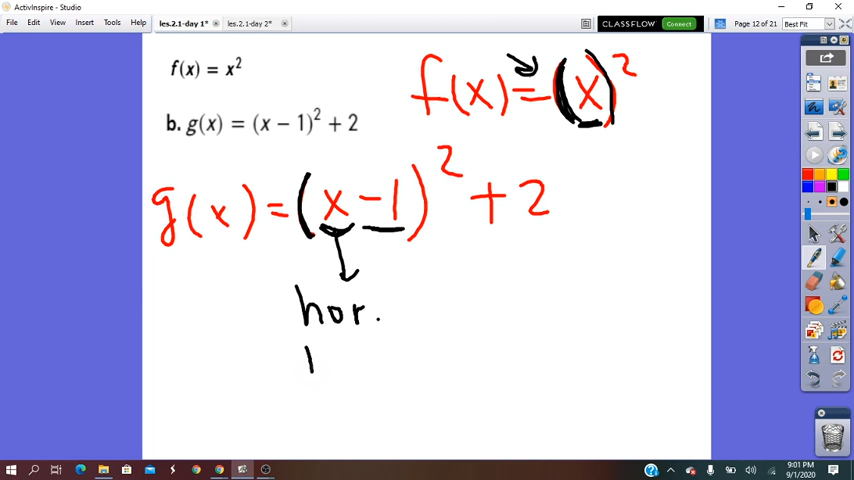 ActivInspire - Studio
File Edit View Insert Tools Help
les.2.1-day 1* les.2.1-day 2*
CLASSFLOW Connect
Page 12 of 21
Best Fit
f(x) = x²
f(x) = (x)²
b. g(x) = (x − 1)² + 2
g(x) = (x - 1)² + 2
hor.
9:01 PM
9/1/2020